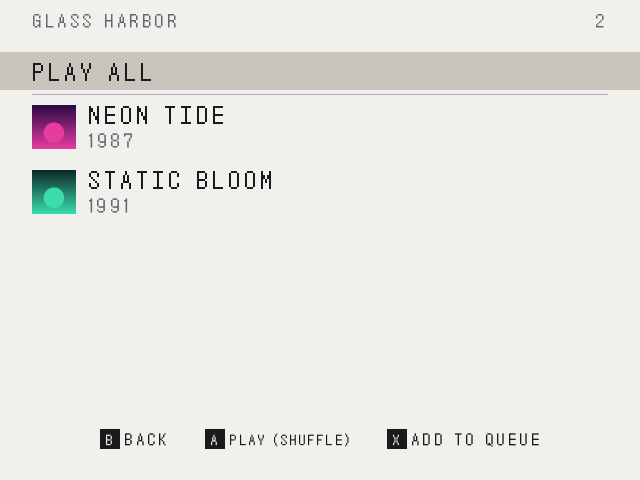 GLASS HARBOR 2
PLAY ALL
NEON TIDE
1987
STATIC BLOOM
1991
B BACK A PLAY (SHUFFLE) X ADD TO QUEUE